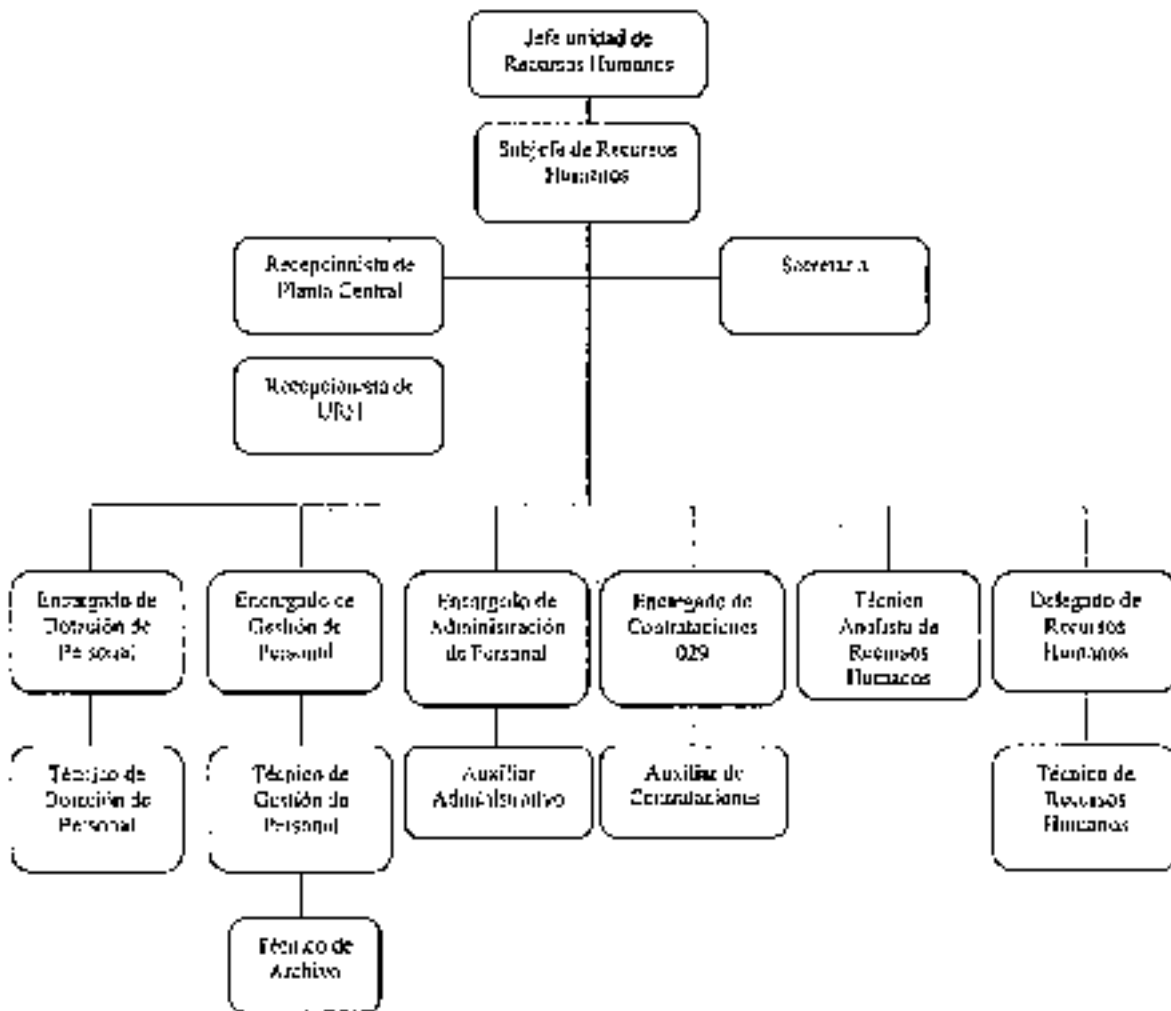 Jefe unidad de
Recursos Humanos
Subjefa de Recursos
Humanos
Recepcionista de
Planta Central
Secretaria
Recepcionista de
Encargado de
Dotación de
Personal
Encargado de
Gestión de
Personal
Encargado de
Administración
de Personal
Encargado de
Contrataciones
029
Técnico
Analista de
Recursos
Humanos
Delegado de
Recursos
Humanos
Técnico de
Dotación de
Personal
Técnico de
Gestión de
Personal
Auxiliar
Administrativo
Auxiliar de
Contrataciones
Técnico de
Recursos
Humanos
Técnico de
Archivo